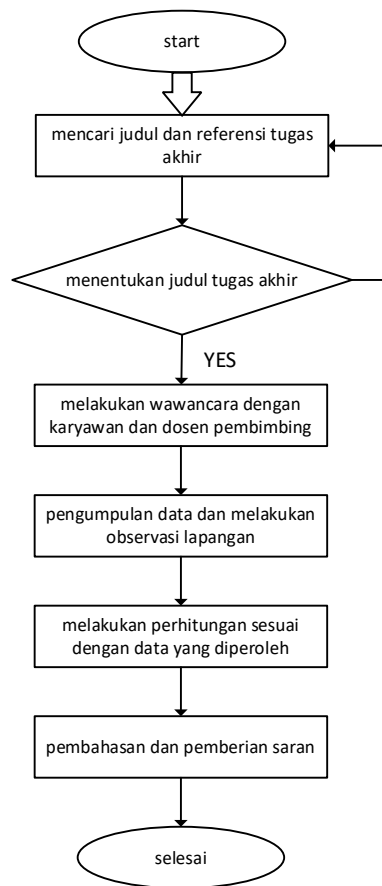 start
mencari judul dan referensi tugas
akhir
menentukan judul tugas akhir
YES
melakukan wawancara dengan
karyawan dan dosen pembimbing
pengumpulan data dan melakukan
observasi lapangan
melakukan perhitungan sesuai
dengan data yang diperoleh
pembahasan dan pemberian saran
selesai